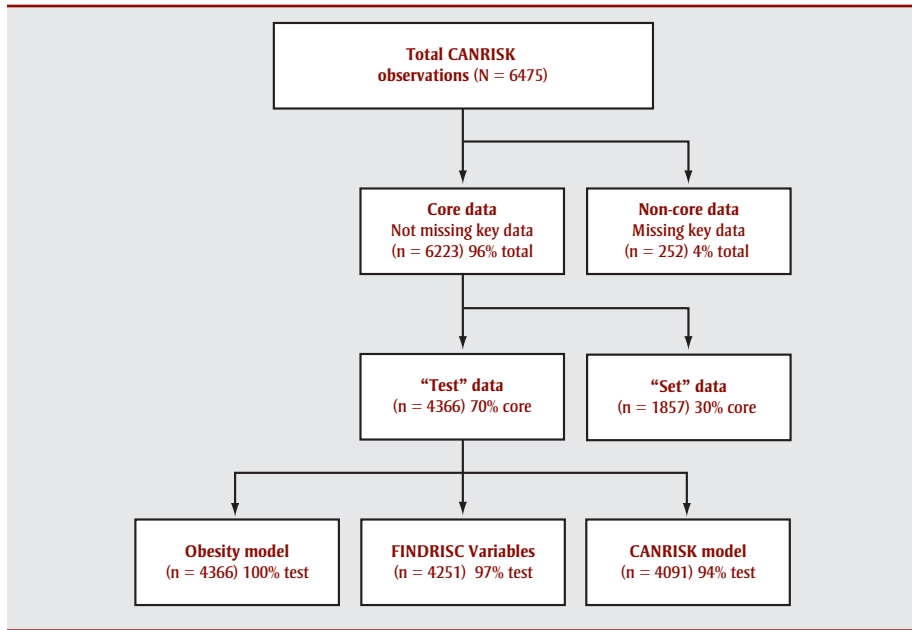 Total CANRISK
observations (N = 6475)
Core data
Not missing key data
(n = 6223) 96% total
Non-core data
Missing key data
(n = 252) 4% total
“Test” data
(n = 4366) 70% core
“Set” data
(n = 1857) 30% core
Obesity model
(n = 4366) 100% test
FINDRISC Variables
(n = 4251) 97% test
CANRISK model
(n = 4091) 94% test